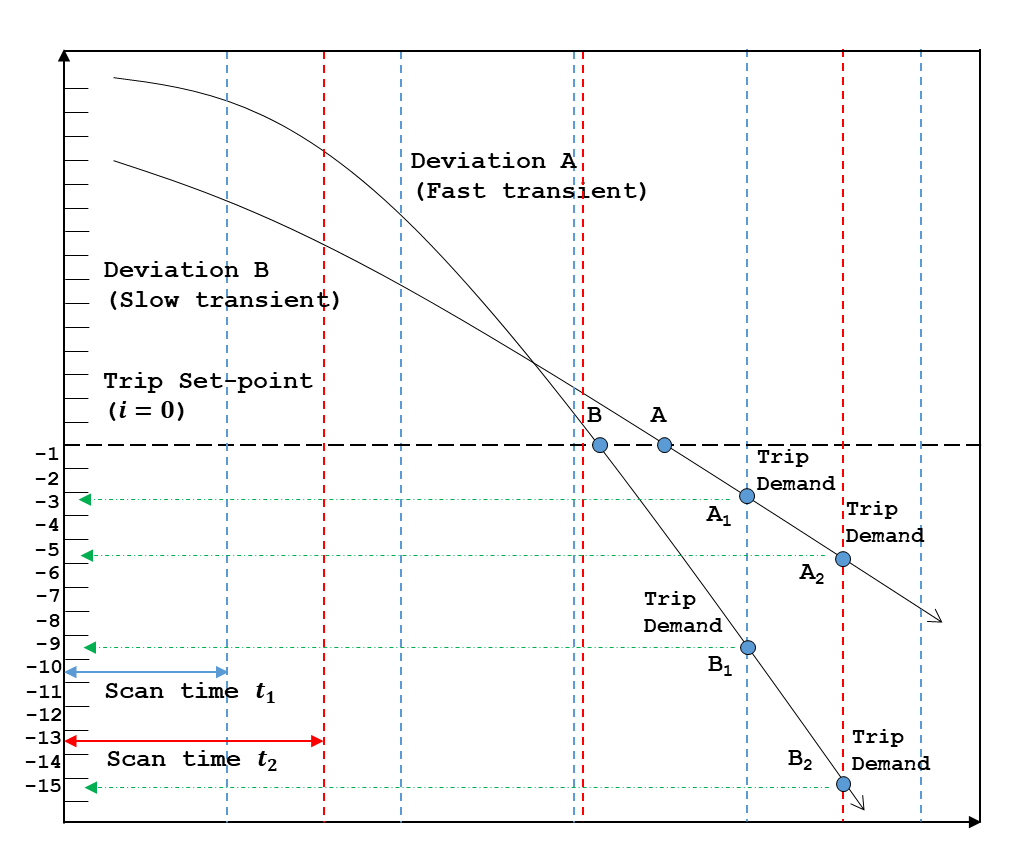 Deviation A
(Fast transient)
Deviation B
(Slow transient)
Trip Set-point
(i = 0)
B
A
-1
-2
-3
-4
-5
-6
-7
-8
-9
-10
-11
-12
-13
-14
-15
Trip
Demand
A₁
Trip
Demand
A₂
Trip
Demand
B₁
Scan time t₁
Trip
Demand
B₂
Scan time t₂